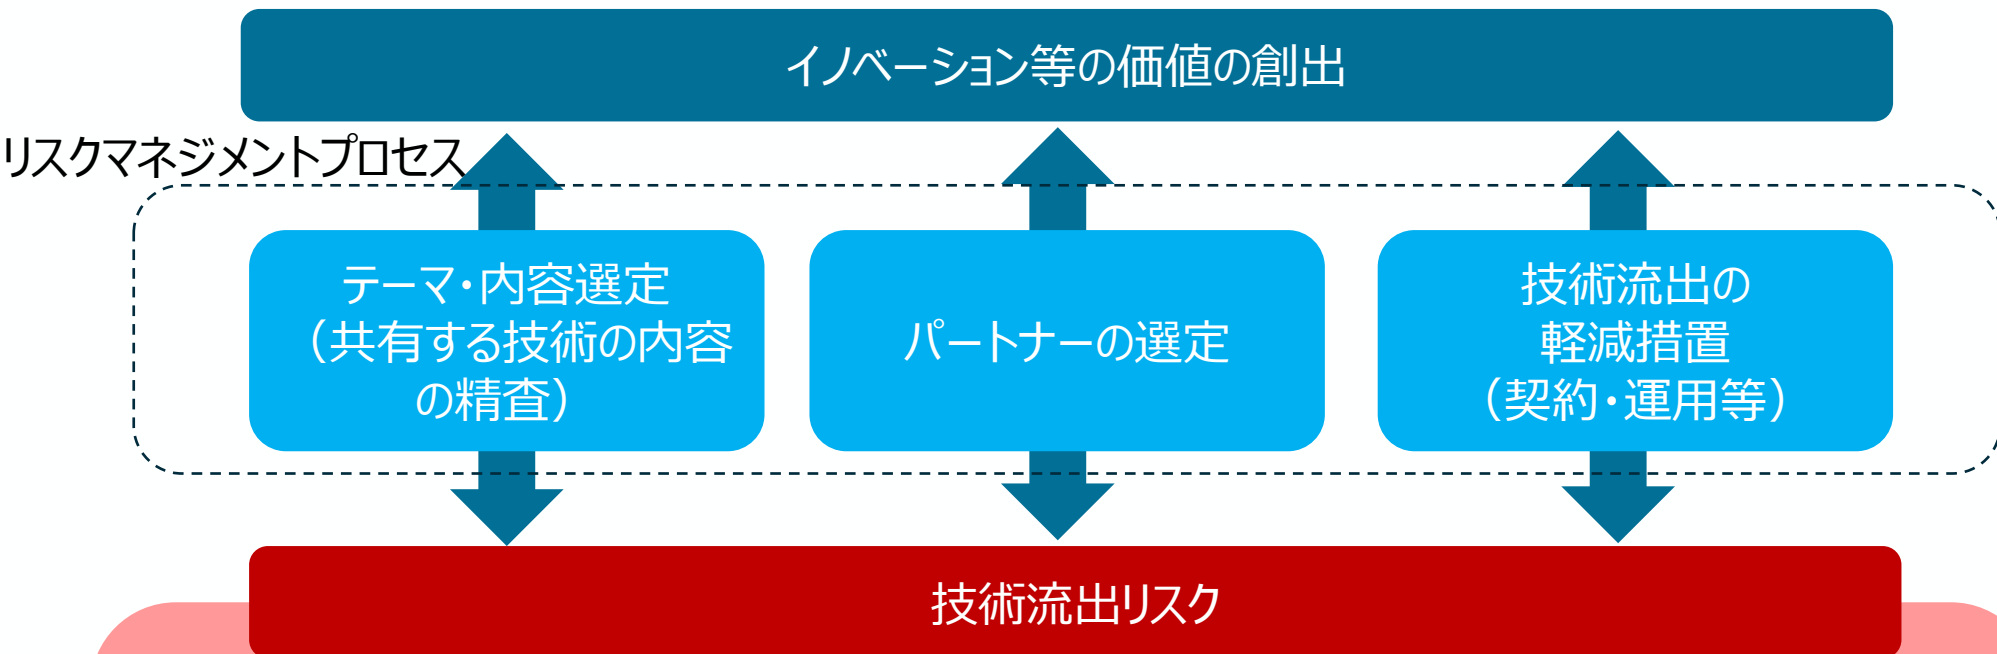 イノベーション等の価値の創出
リスクマネジメントプロセス
テーマ・内容選定
（共有する技術の内容
の精査）
パートナーの選定
技術流出の
軽減措置
（契約・運用等）
技術流出リスク